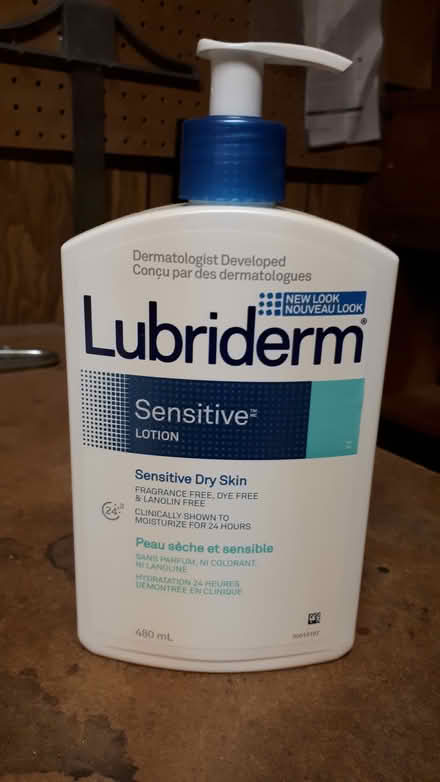 Dermatologist Developed
Conçu par des dermatologues
NEW LOOK
NOUVEAU LOOK
Lubriderm®
Sensitive
LOTION
Sensitive Dry Skin
FRAGRANCE FREE, DYE FREE
& LANOLIN FREE
24
CLINICALLY SHOWN TO
MOISTURIZE FOR 24 HOURS
Peau sèche et sensible
SANS PARFUM, NI COLORANT,
NI LANOLINE
HYDRATATION 24 HEURES
DÉMONTRÉE EN CLINIQUE
480 mL